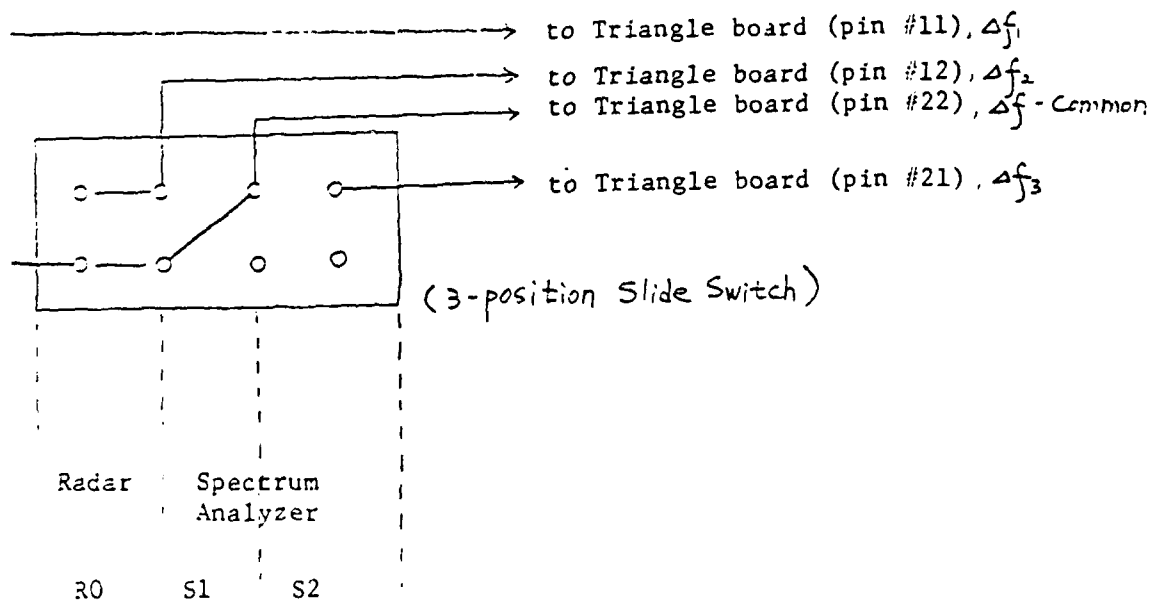 to Triangle board (pin #11), Δf₁
to Triangle board (pin #12), Δf₂
to Triangle board (pin #22), Δf - Common
to Triangle board (pin #21), Δf₃
(3-position Slide Switch)
Radar Spectrum
Analyzer
R0 S1 S2